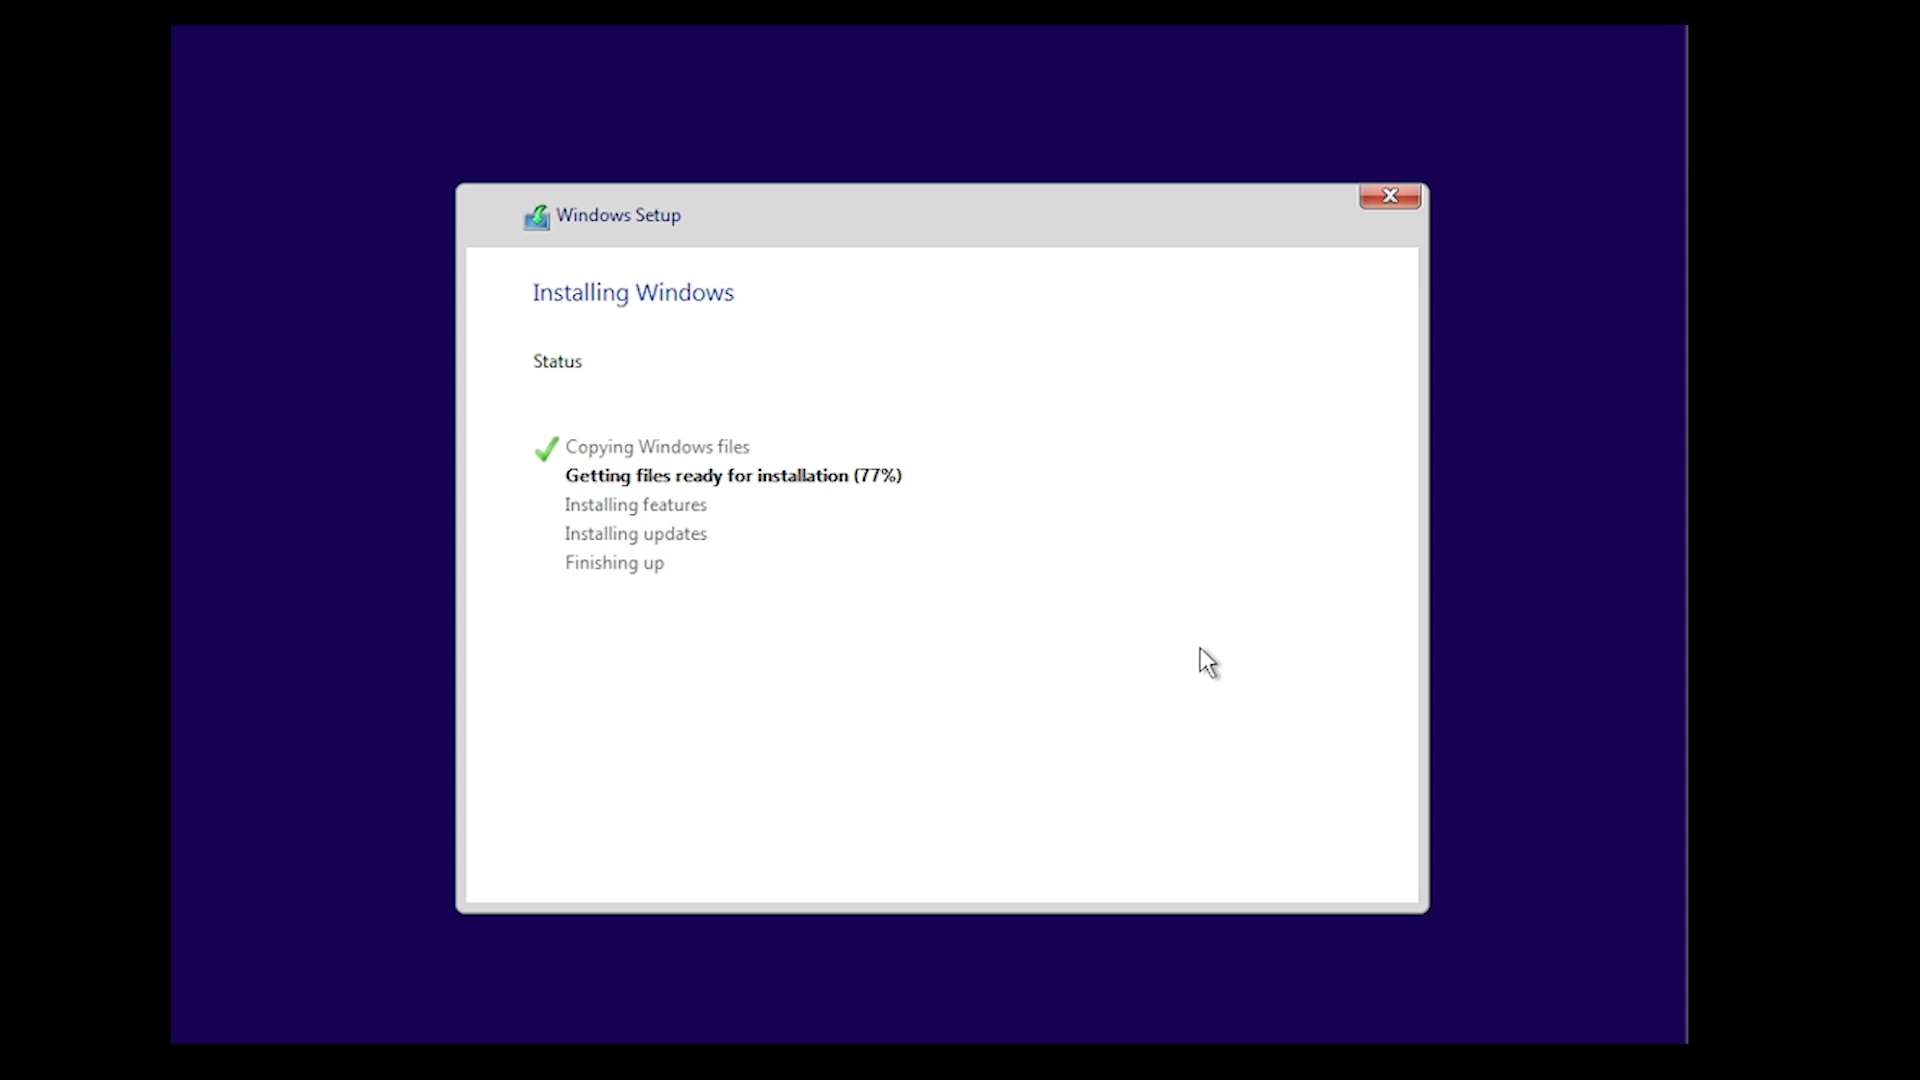 Windows Setup
Installing Windows
Status
Copying Windows files
Getting files ready for installation (77%)
Installing features
Installing updates
Finishing up